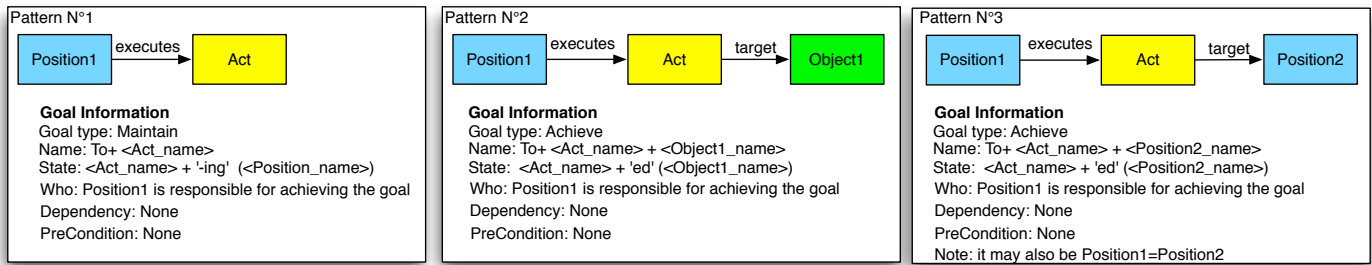 Pattern N°1
Position1
executes
Act
Goal Information
Goal type: Maintain
Name: To+ <Act_name>
State: <Act_name> + '-ing' (<Position_name>)
Who: Position1 is responsible for achieving the goal
Dependency: None
PreCondition: None
Pattern N°2
Position1
executes
Act
target
Object1
Goal Information
Goal type: Achieve
Name: To+ <Act_name> + <Object1_name>
State: <Act_name> + 'ed' (<Object1_name>)
Who: Position1 is responsible for achieving the goal
Dependency: None
PreCondition: None
Pattern N°3
Position1
executes
Act
target
Position2
Goal Information
Goal type: Achieve
Name: To+ <Act_name> + <Position2_name>
State: <Act_name> + 'ed' (<Position2_name>)
Who: Position1 is responsible for achieving the goal
Dependency: None
PreCondition: None
Note: it may also be Position1=Position2